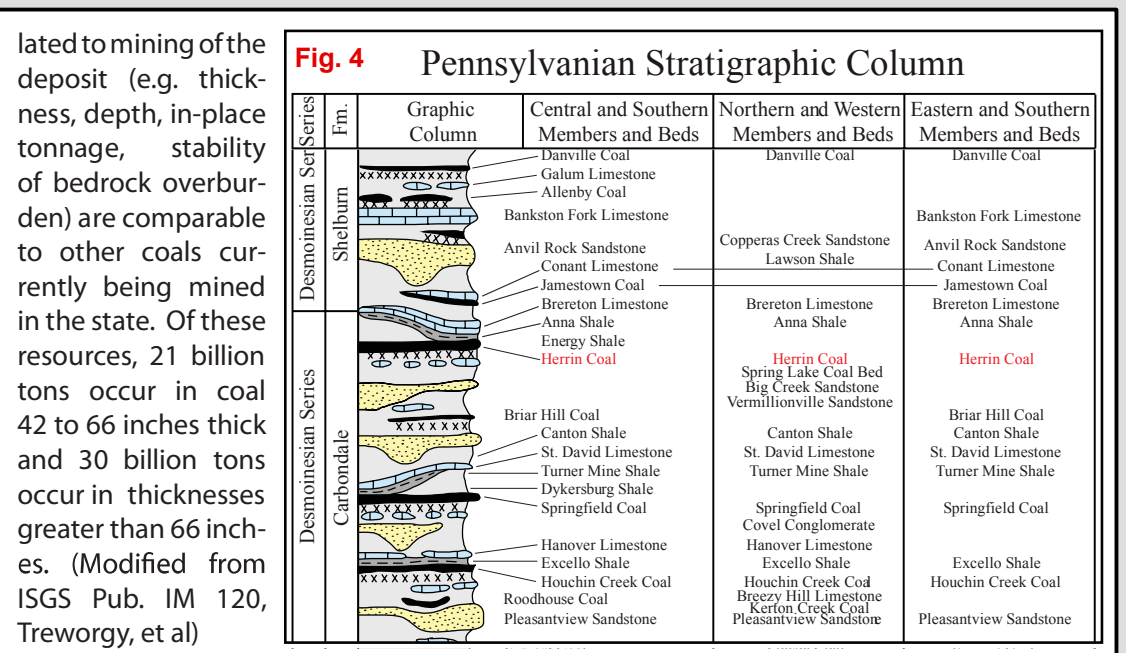 lated to mining of the
deposit (e.g. thick-
ness, depth, in-place
tonnage, stability
of bedrock overbur-
den) are comparable
to other coals cur-
rently being mined
in the state. Of these
resources, 21 billion
tons occur in coal
42 to 66 inches thick
and 30 billion tons
occur in thicknesses
greater than 66 inch-
es. (Modified from
ISGS Pub. IM 120,
Treworgy, et al)
Fig. 4
Pennsylvanian Stratigraphic Column
Series
Fm.
Graphic
Column
Central and Southern
Members and Beds
Northern and Western
Members and Beds
Eastern and Southern
Members and Beds
Desmoinesian Ser
Shelburn
Desmoinesian Series
Carbondale
Danville Coal
Galum Limestone
Allenby Coal
Bankston Fork Limestone
Anvil Rock Sandstone
Conant Limestone
Jamestown Coal
Brereton Limestone
Anna Shale
Energy Shale
Herrin Coal
Briar Hill Coal
Canton Shale
St. David Limestone
Turner Mine Shale
Dykersburg Shale
Springfield Coal
Hanover Limestone
Excello Shale
Houchin Creek Coal
Roodhouse Coal
Pleasantview Sandstone
Danville Coal
Copperas Creek Sandstone
Lawson Shale
Brereton Limestone
Anna Shale
Herrin Coal
Spring Lake Coal Bed
Big Creek Sandstone
Vermillionville Sandstone
Canton Shale
St. David Limestone
Turner Mine Shale
Springfield Coal
Covel Conglomerate
Hanover Limestone
Excello Shale
Houchin Creek Coal
Breezy Hill Limestone
Kerton Creek Coal
Pleasantview Sandstone
Danville Coal
Bankston Fork Limestone
Anvil Rock Sandstone
Conant Limestone
Jamestown Coal
Brereton Limestone
Anna Shale
Herrin Coal
Briar Hill Coal
Canton Shale
St. David Limestone
Turner Mine Shale
Springfield Coal
Excello Shale
Houchin Creek Coal
Pleasantview Sandstone